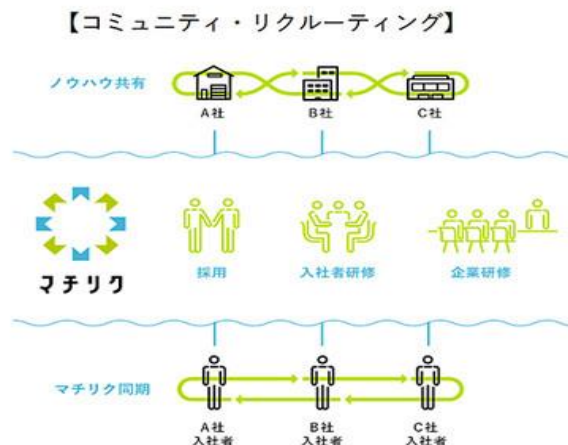 【コミュニティ・リクルーティング】
ノウハウ共有
A社 B社 C社
マチリク
採用 入社者研修 企業研修
マチリク同期
A社 B社 C社
入社者 入社者 入社者